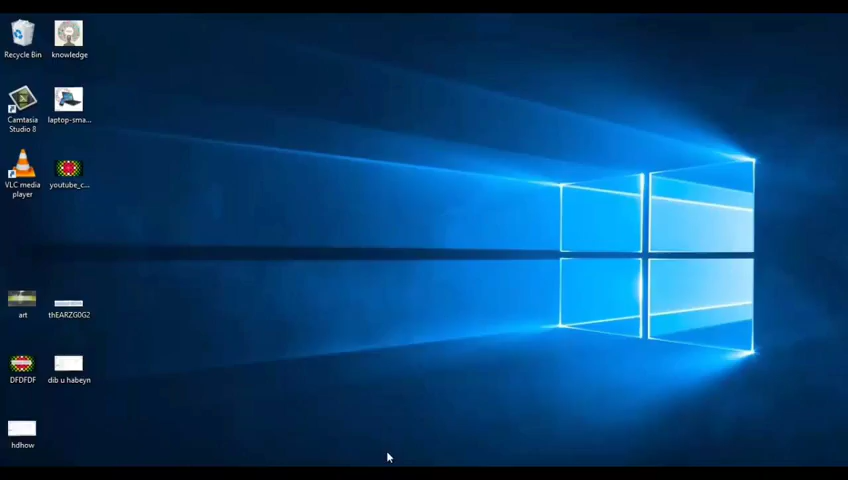 Recycle Bin
knowledge
Camtasia
Studio 8
laptop-sma...
VLC media
player
youtube_c...
art
thEARZG0G2
DFDFDF
dib u habeyn
hdhow